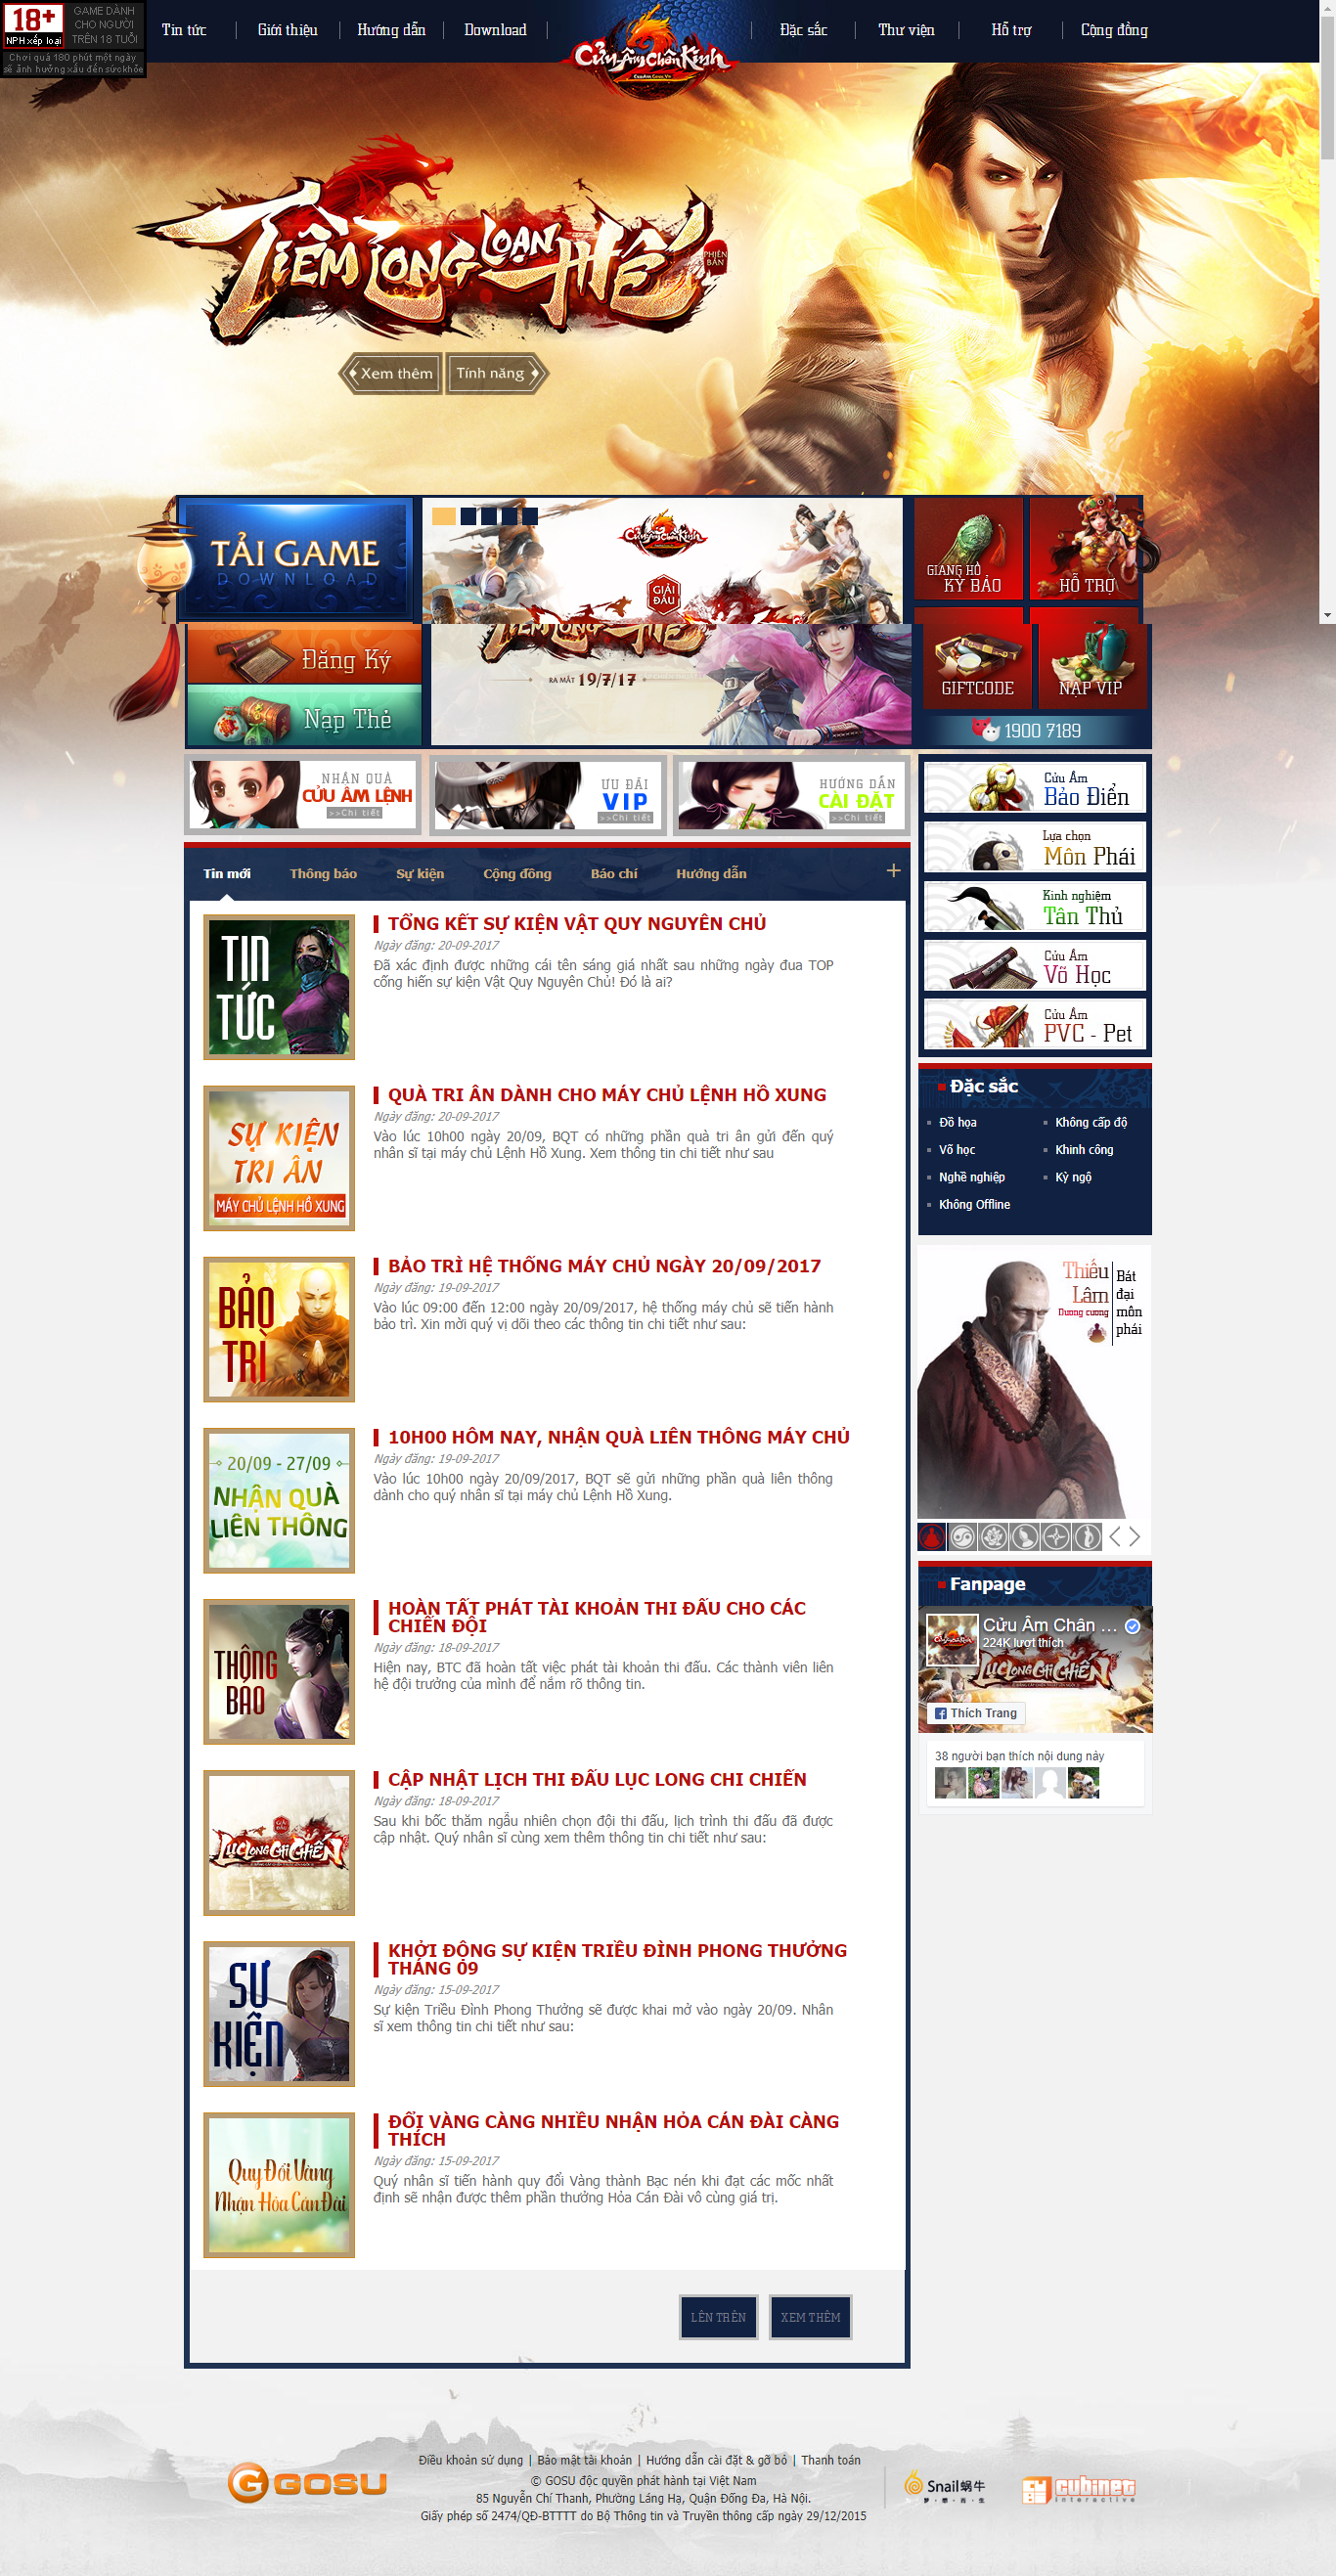 18+
NPH xếp loại
GAME DÀNH
CHO NGƯỜI
TRÊN 18 TUỔI
Chơi quá 180 phút một ngày
sẽ ảnh hưởng xấu đến sức khỏe
Tin tức
Giới thiệu
Hướng dẫn
Download
Cửu Âm Chân Kinh
Đặc sắc
Thư viện
Hỗ trợ
Cộng đồng
TIỀM LONG LOẠN THẾ
PHIÊN BẢN
Xem thêm
Tính năng
TẢI GAME
DOWNLOAD
Cửu Âm Chân Kinh
GIẢI ĐẤU
GIANG HỒ
KỲ BẢO
HỖ TRỢ
Đăng Ký
Nạp Thẻ
RA MẮT 19/7/17
GIFTCODE
NẠP VIP
1900 7189
NHẬN QUÀ
CỬU ÂM LỆNH
>>Chi tiết
ƯU ĐÃI
VIP
>>Chi tiết
HƯỚNG DẪN
CÀI ĐẶT
>>Chi tiết
Cửu Âm
Bảo Điển
Lựa chọn
Môn Phái
Kinh nghiệm
Tân Thủ
Cửu Âm
Võ Học
Cửu Âm
PVC - Pet
Tin mới
Thông báo
Sự kiện
Cộng đồng
Báo chí
Hướng dẫn
+
TIN TỨC
TỔNG KẾT SỰ KIỆN VẬT QUY NGUYÊN CHỦ
Ngày đăng: 20-09-2017
Đã xác định được những cái tên sáng giá nhất sau những ngày đua TOP
cống hiến sự kiện Vật Quy Nguyên Chủ! Đó là ai?
SỰ KIỆN
TRI ÂN
MÁY CHỦ LỆNH HỒ XUNG
QUÀ TRI ÂN DÀNH CHO MÁY CHỦ LỆNH HỒ XUNG
Ngày đăng: 20-09-2017
Vào lúc 10h00 ngày 20/09, BQT có những phần quà tri ân gửi đến quý
nhân sĩ tại máy chủ Lệnh Hồ Xung. Xem thông tin chi tiết như sau
BẢO TRÌ
BẢO TRÌ HỆ THỐNG MÁY CHỦ NGÀY 20/09/2017
Ngày đăng: 19-09-2017
Vào lúc 09:00 đến 12:00 ngày 20/09/2017, hệ thống máy chủ sẽ tiến hành
bảo trì. Xin mời quý vị dõi theo các thông tin chi tiết như sau:
20/09 - 27/09
NHẬN QUÀ
LIÊN THÔNG
10H00 HÔM NAY, NHẬN QUÀ LIÊN THÔNG MÁY CHỦ
Ngày đăng: 19-09-2017
Vào lúc 10h00 ngày 20/09/2017, BQT sẽ gửi những phần quà liên thông
dành cho quý nhân sĩ tại máy chủ Lệnh Hồ Xung.
THÔNG BÁO
HOÀN TẤT PHÁT TÀI KHOẢN THI ĐẤU CHO CÁC
CHIẾN ĐỘI
Ngày đăng: 18-09-2017
Hiện nay, BTC đã hoàn tất việc phát tài khoản thi đấu. Các thành viên liên
hệ đội trưởng của mình để nắm rõ thông tin.
LỤC LONG CHI CHIẾN
CẬP NHẬT LỊCH THI ĐẤU LỤC LONG CHI CHIẾN
Ngày đăng: 18-09-2017
Sau khi bốc thăm ngẫu nhiên chọn đội thi đấu, lịch trình thi đấu đã được
cập nhật. Quý nhân sĩ cùng xem thêm thông tin chi tiết như sau:
SỰ KIỆN
KHỞI ĐỘNG SỰ KIỆN TRIỀU ĐÌNH PHONG THƯỞNG
THÁNG 09
Ngày đăng: 15-09-2017
Sự kiện Triều Đình Phong Thưởng sẽ được khai mở vào ngày 20/09. Nhân
sĩ xem thông tin chi tiết như sau:
Quy Đổi Vàng
Nhận Hỏa Cán Đài
ĐỔI VÀNG CÀNG NHIỀU NHẬN HỎA CÁN ĐÀI CÀNG
THÍCH
Ngày đăng: 15-09-2017
Quý nhân sĩ tiến hành quy đổi Vàng thành Bạc nén khi đạt các mốc nhất
định sẽ nhận được thêm phần thưởng Hỏa Cán Đài vô cùng giá trị.
LÊN TRÊN
XEM THÊM
Đặc sắc
Đồ họa
Không cấp độ
Võ học
Khinh công
Nghề nghiệp
Kỳ ngộ
Không Offline
Thiếu
Lâm
Dương cương
Bát
đại
môn
phái
Fanpage
Cửu Âm Chân ...
224K lượt thích
LỤC LONG CHI CHIẾN
Thích Trang
38 người bạn thích nội dung này
GOSU
Điều khoản sử dụng | Bảo mật tài khoản | Hướng dẫn cài đặt & gỡ bỏ | Thanh toán
© GOSU độc quyền phát hành tại Việt Nam
85 Nguyễn Chí Thanh, Phường Láng Hạ, Quận Đống Đa, Hà Nội.
Giấy phép số 2474/QĐ-BTTTT do Bộ Thông tin và Truyền thông cấp ngày 29/12/2015
Snail蜗牛
梦·想·再·生
cubinet
interactive